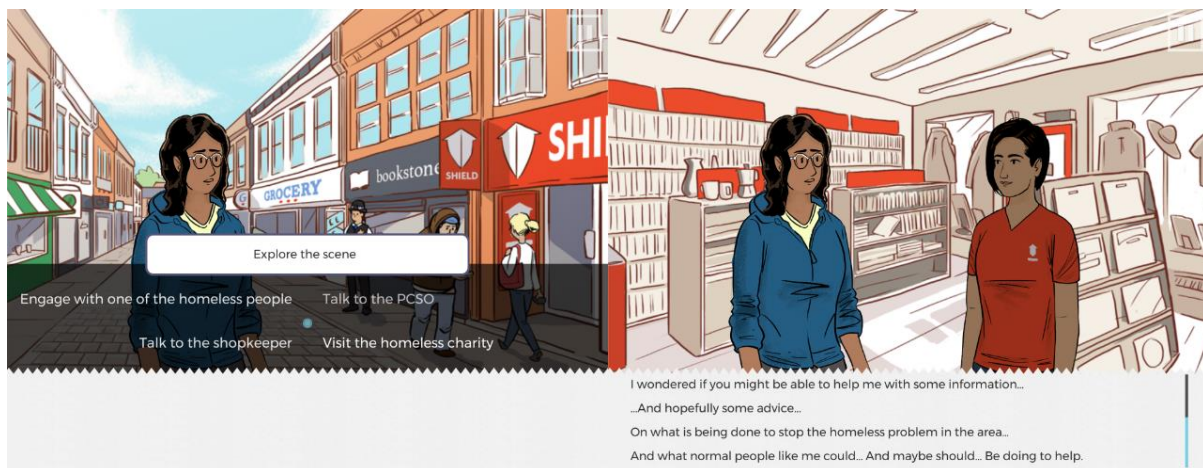 GROCERY
bookstone
SHIELD
SHI
Explore the scene
Engage with one of the homeless people
Talk to the PCSO
Talk to the shopkeeper
Visit the homeless charity
I wondered if you might be able to help me with some information...
...And hopefully some advice...
On what is being done to stop the homeless problem in the area...
And what normal people like me could... And maybe should... Be doing to help.